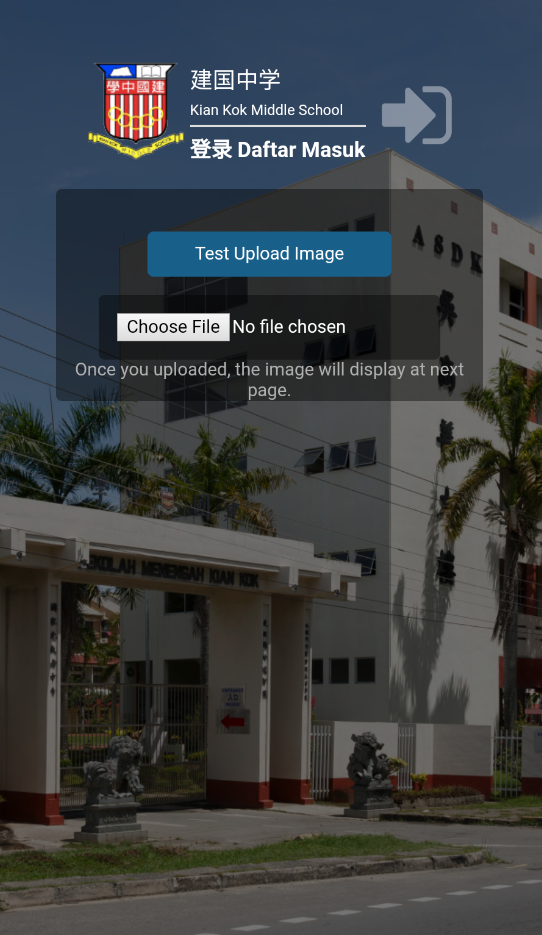 學中國建
建国中学
Kian Kok Middle School
登录 Daftar Masuk
Test Upload Image
Choose File No file chosen
Once you uploaded, the image will display at next
page.
ASDK
SEKOLAH MENENGAH KIAN KOK